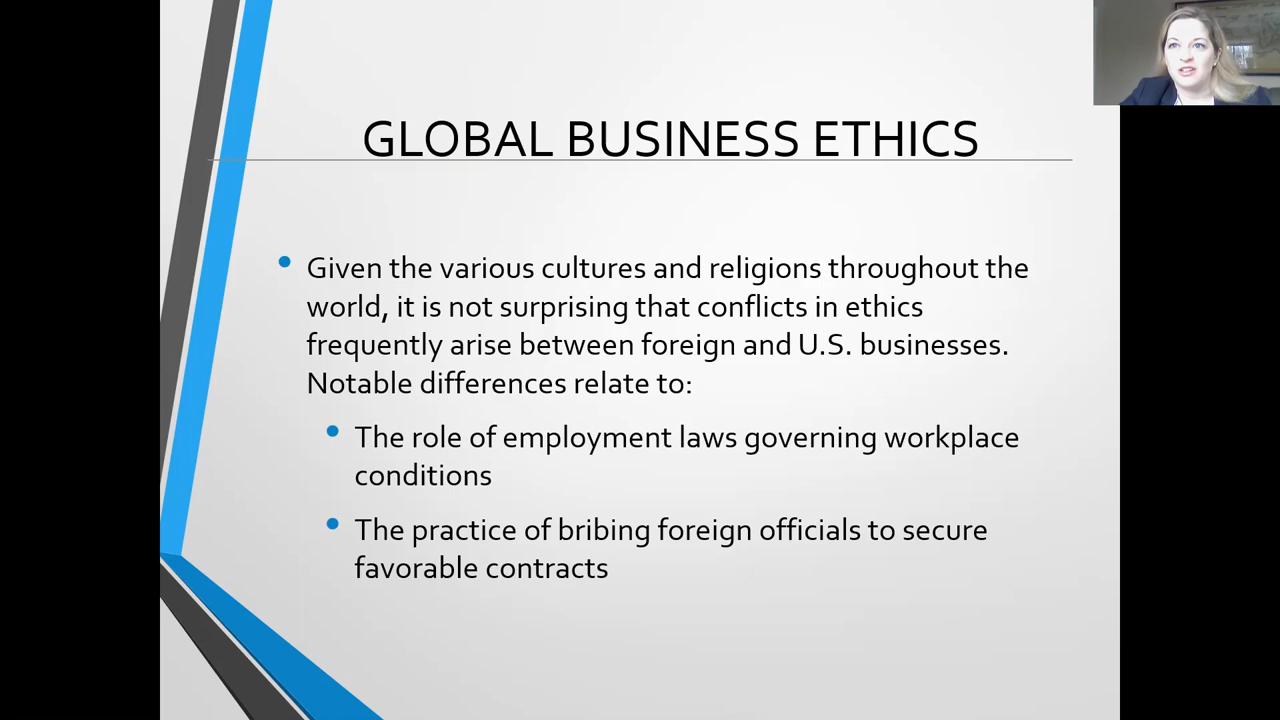 GLOBAL BUSINESS ETHICS
• Given the various cultures and religions throughout the
world, it is not surprising that conflicts in ethics
frequently arise between foreign and U.S. businesses.
Notable differences relate to:
• The role of employment laws governing workplace
conditions
• The practice of bribing foreign officials to secure
favorable contracts